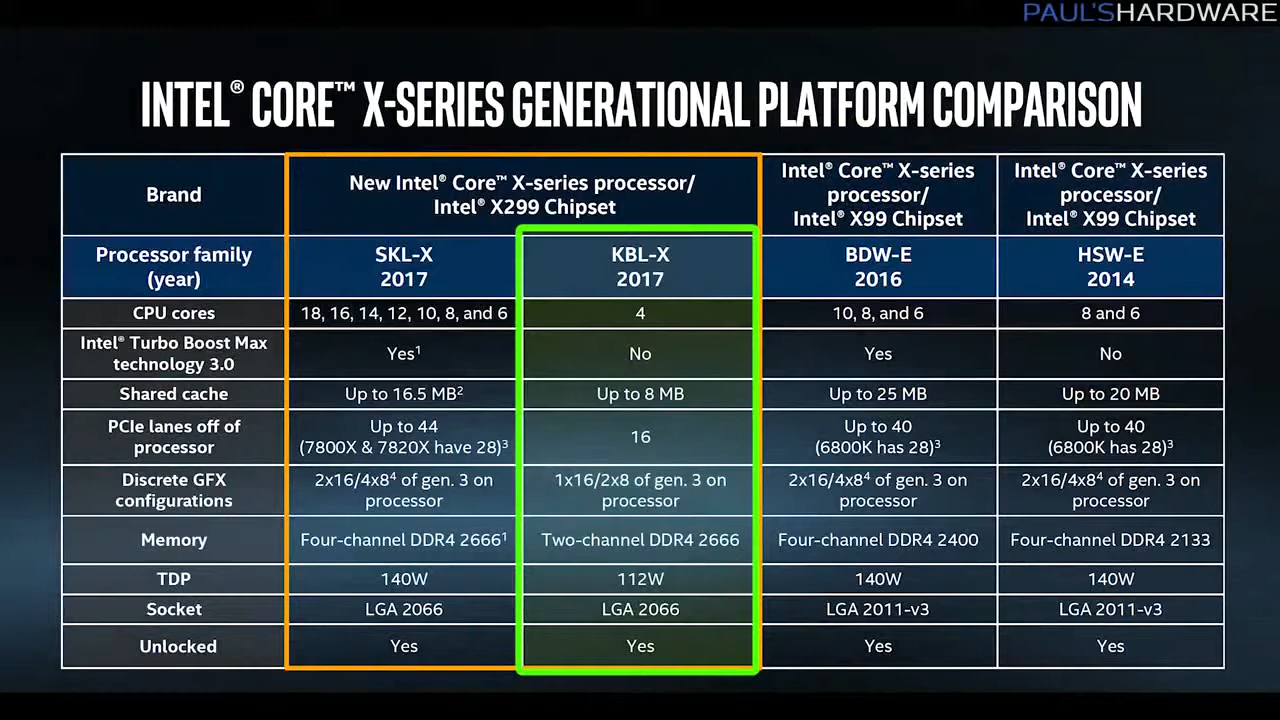 PAUL'SHARDWARE
INTEL® CORE™ X-SERIES GENERATIONAL PLATFORM COMPARISON
Brand
New Intel® Core™ X-series processor/
Intel® X299 Chipset
Intel® Core™ X-series
processor/
Intel® X99 Chipset
Intel® Core™ X-series
processor/
Intel® X99 Chipset
Processor family
(year)
SKL-X
2017
KBL-X
2017
BDW-E
2016
HSW-E
2014
CPU cores
18, 16, 14, 12, 10, 8, and 6
4
10, 8, and 6
8 and 6
Intel® Turbo Boost Max
technology 3.0
Yes¹
No
Yes
No
Shared cache
Up to 16.5 MB²
Up to 8 MB
Up to 25 MB
Up to 20 MB
PCIe lanes off of
processor
Up to 44
(7800X & 7820X have 28)³
16
Up to 40
(6800K has 28)³
Up to 40
(6800K has 28)³
Discrete GFX
configurations
2x16/4x8⁴ of gen. 3 on
processor
1x16/2x8 of gen. 3 on
processor
2x16/4x8⁴ of gen. 3 on
processor
2x16/4x8⁴ of gen. 3 on
processor
Memory
Four-channel DDR4 2666¹
Two-channel DDR4 2666
Four-channel DDR4 2400
Four-channel DDR4 2133
TDP
140W
112W
140W
140W
Socket
LGA 2066
LGA 2066
LGA 2011-v3
LGA 2011-v3
Unlocked
Yes
Yes
Yes
Yes